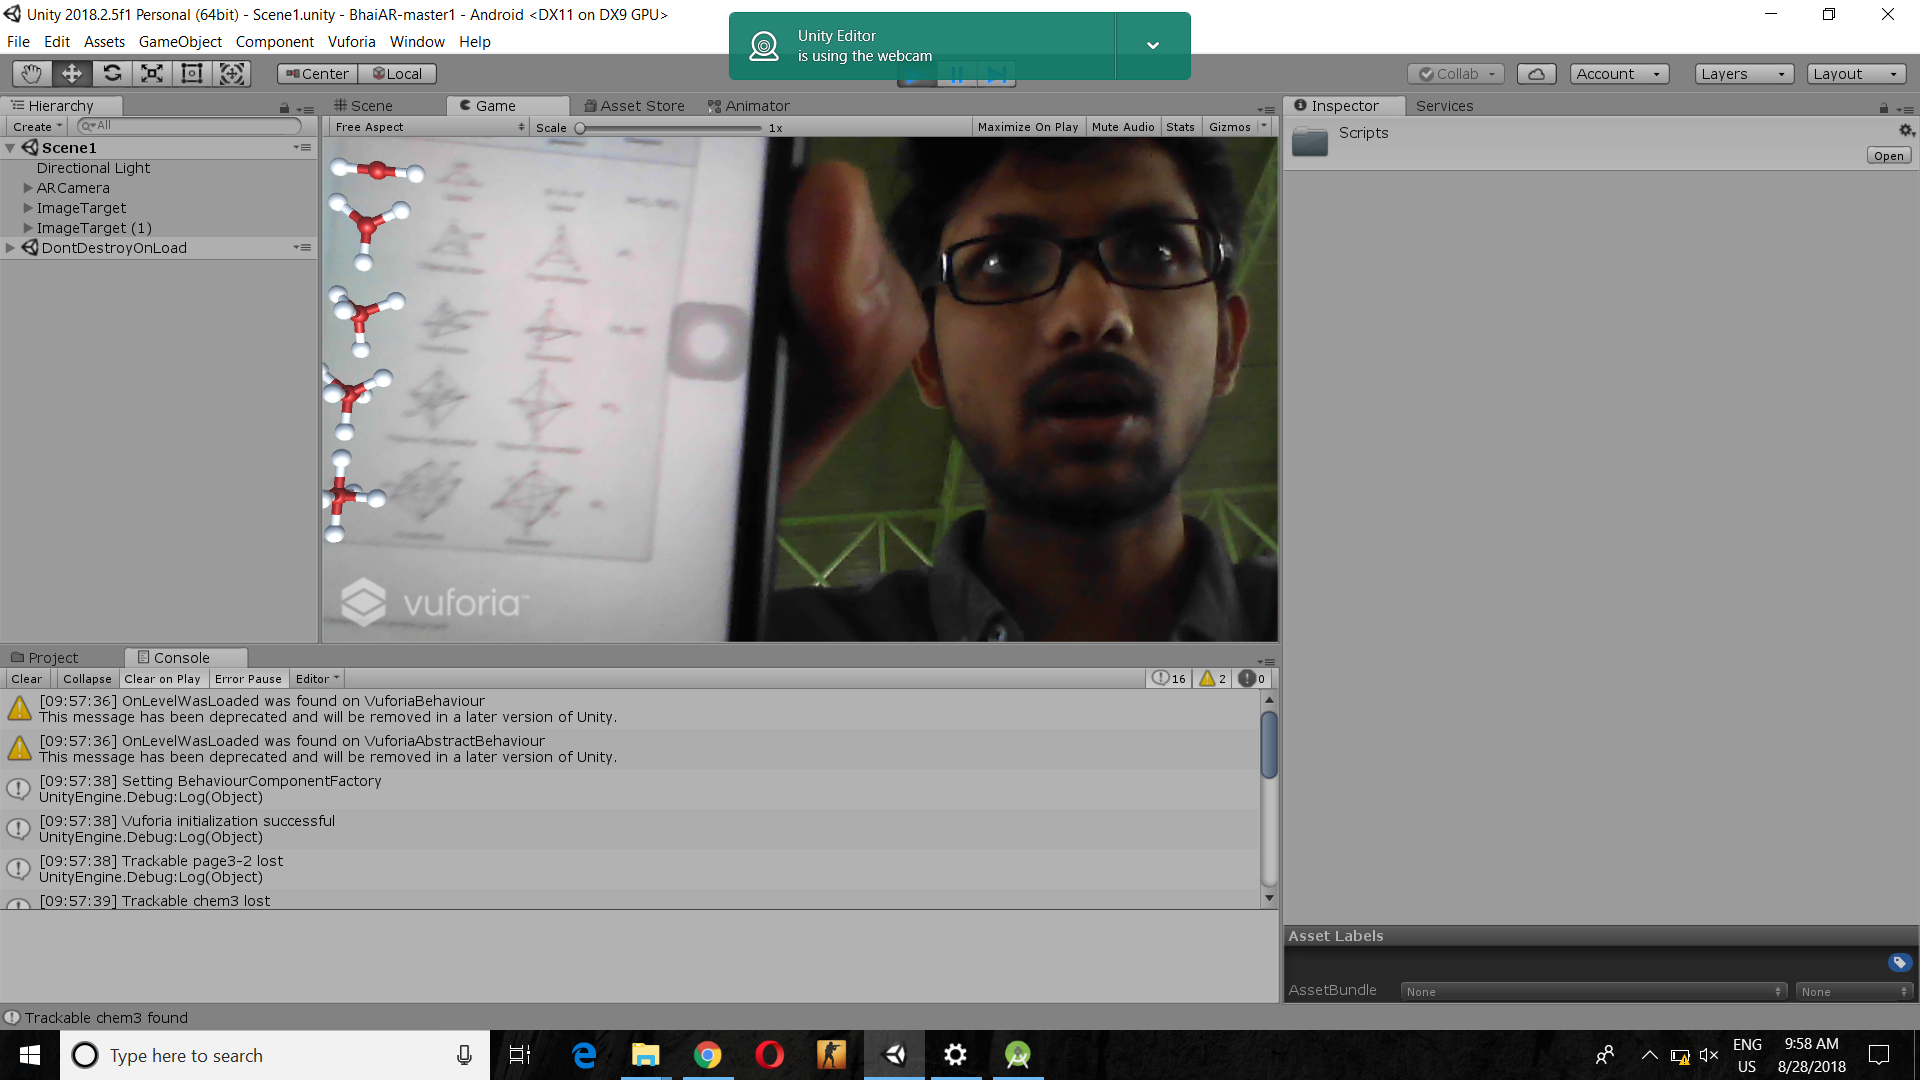 Unity 2018.2.5f1 Personal (64bit) - Scene1.unity - BhaiAR-master1 - Android <DX11 on DX9 GPU>
File Edit Assets GameObject Component Vuforia Window Help
Unity Editor
is using the webcam
Center Local
Collab Account Layers Layout
Hierarchy
Scene Game Asset Store Animator
Inspector Services
Create All
Free Aspect Scale 1x Maximize On Play Mute Audio Stats Gizmos
Scripts
Open
Scene1
Directional Light
ARCamera
ImageTarget
ImageTarget (1)
DontDestroyOnLoad
vuforia™
Project Console
Clear Collapse Clear on Play Error Pause Editor 16 2 0
[09:57:36] OnLevelWasLoaded was found on VuforiaBehaviour
This message has been deprecated and will be removed in a later version of Unity.
[09:57:36] OnLevelWasLoaded was found on VuforiaAbstractBehaviour
This message has been deprecated and will be removed in a later version of Unity.
[09:57:38] Setting BehaviourComponentFactory
UnityEngine.Debug:Log(Object)
[09:57:38] Vuforia initialization successful
UnityEngine.Debug:Log(Object)
[09:57:38] Trackable page3-2 lost
UnityEngine.Debug:Log(Object)
[09:57:39] Trackable chem3 lost
Asset Labels
AssetBundle None None
Trackable chem3 found
Type here to search
ENG
US
9:58 AM
8/28/2018